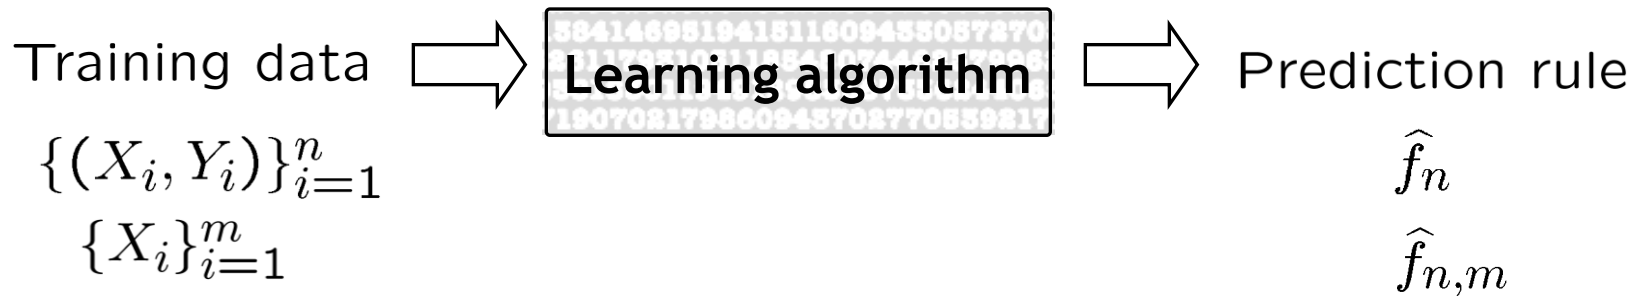 Training data
Learning algorithm
Prediction rule
{(X_i, Y_i)}_{i=1}^n
{X_i}_{i=1}^m
\widehat{f}_n
\widehat{f}_{n,m}